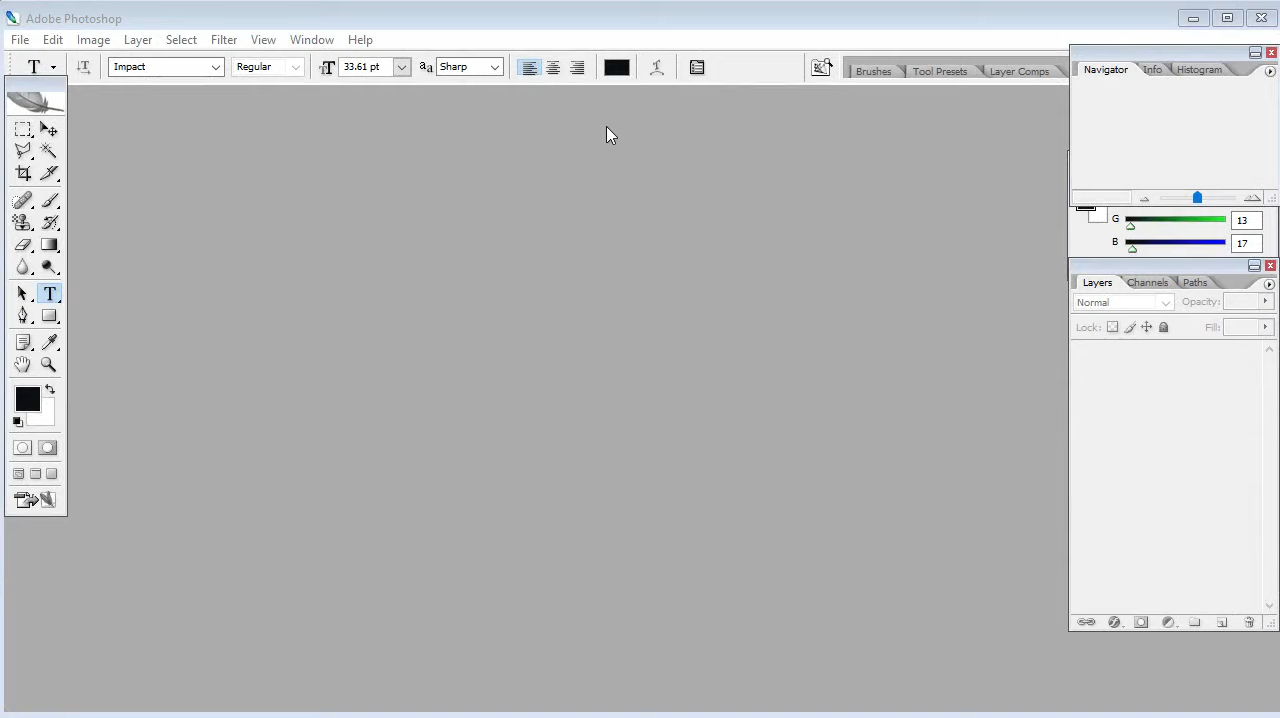 Adobe Photoshop
File Edit Image Layer Select Filter View Window Help
T Impact Regular T 33.61 pt aa Sharp Brushes Tool Presets Layer Comps
Navigator Info Histogram
G 13
B 17
T
Layers Channels Paths
Normal Opacity:
Lock: Fill: